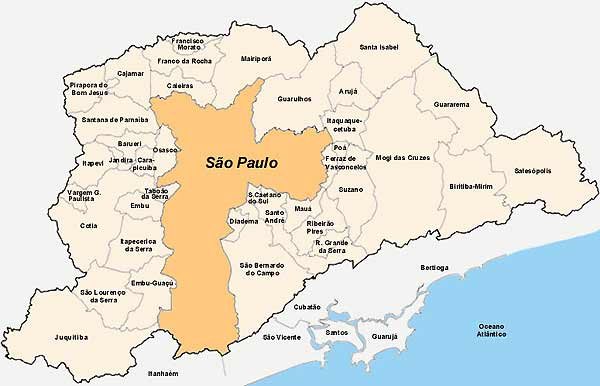 Francisco
Morato
Franco da Rocha
Mairiporã
Santa Isabel
Cajamar
Pirapora do
Bom Jesus
Caieiras
Guarulhos
Arujá
Guararema
Santana de Parnaíba
Itaquaque-
cetuba
Barueri
Osasco
Poá
Itapevi
Jandira
Cara-
picuíba
São Paulo
Ferraz de
Vasconcelos
Mogi das Cruzes
Salesópolis
Suzano
Biritiba-Mirim
Vargem G.
Paulista
Taboão
da Serra
Embu
S.Caetano
do Sul
Mauá
Diadema
Santo
André
Ribeirão
Pires
Cotia
Itapecerica
da Serra
R. Grande
da Serra
São Bernardo
do Campo
Bertioga
Embu-Guaçú
São Lourenço
da Serra
Cubatão
Juquitiba
São Vicente
Santos
Guarujá
Oceano
Atlântico
Itanhaém